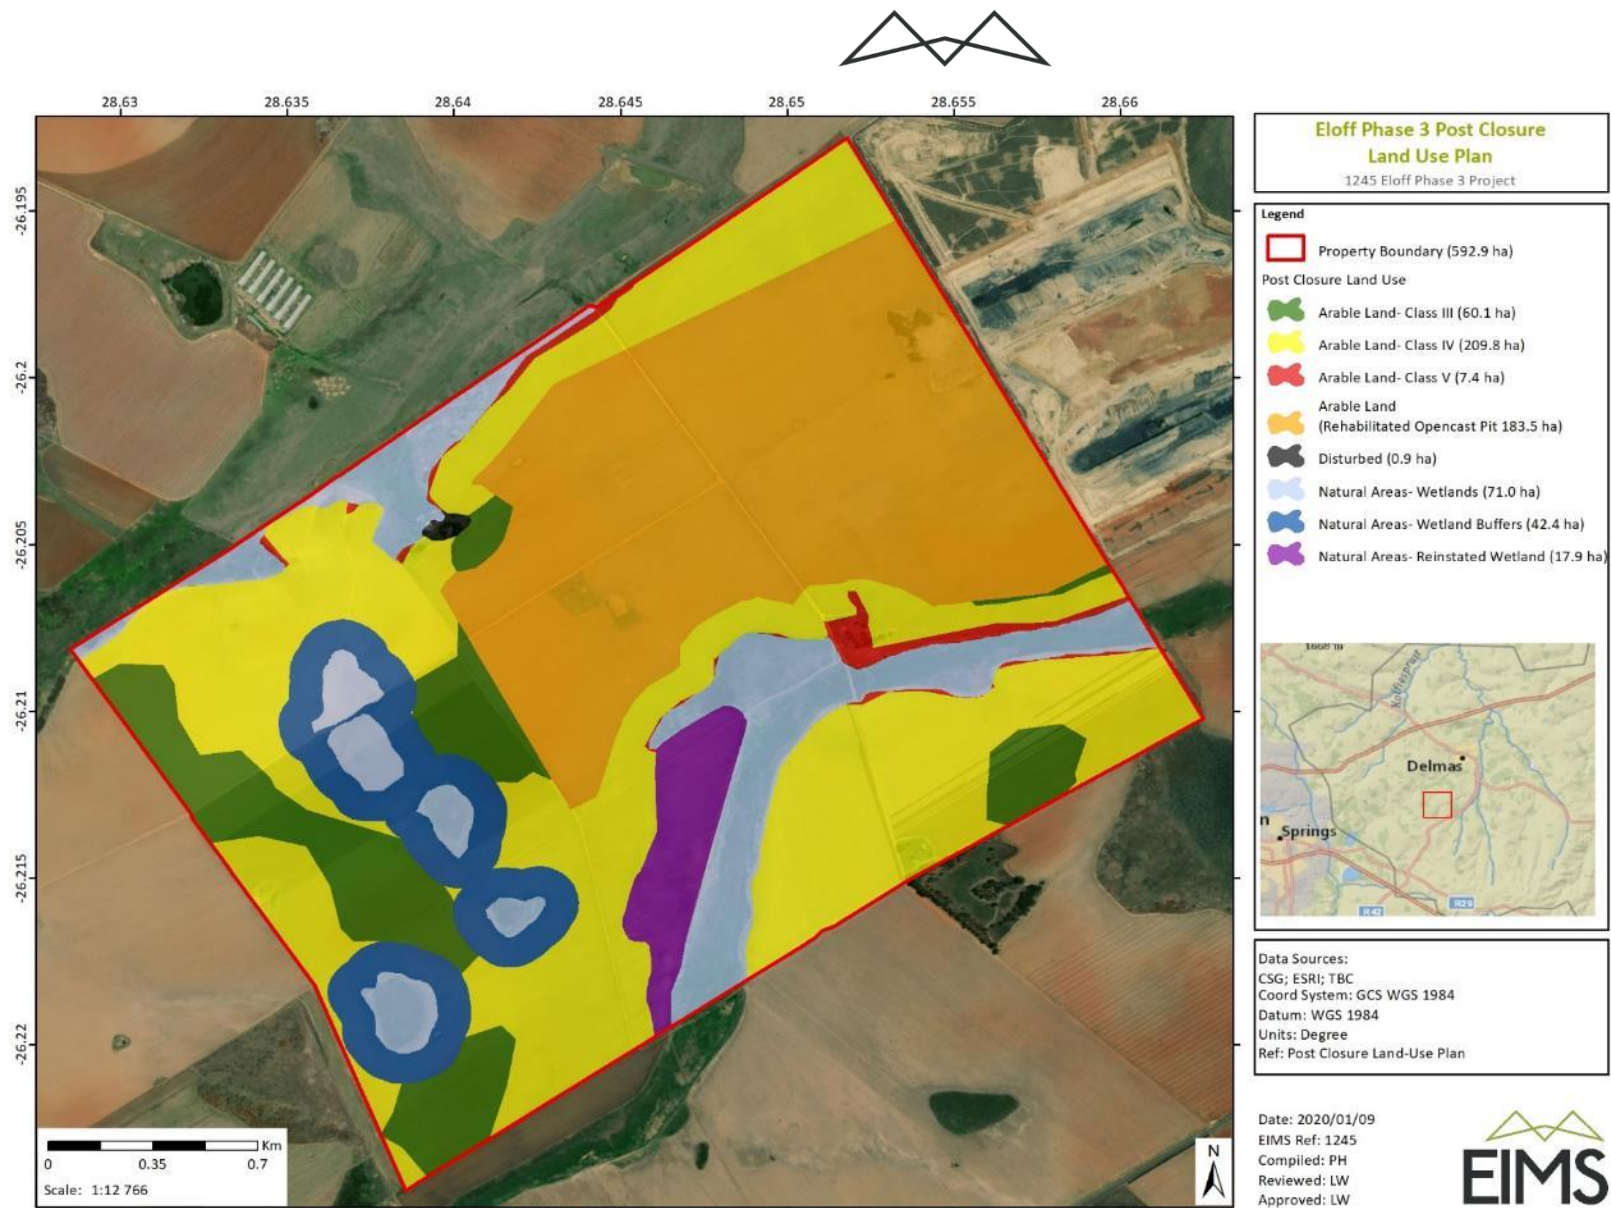 28.63
28.635
28.64
28.645
28.65
28.655
28.66
-26.195
-26.2
-26.205
-26.21
-26.215
-26.22
0
0.35
0.7
Km
Scale: 1:12 766
N
Eloff Phase 3 Post Closure
Land Use Plan
1245 Eloff Phase 3 Project
Legend
Property Boundary (592.9 ha)
Post Closure Land Use
Arable Land- Class III (60.1 ha)
Arable Land- Class IV (209.8 ha)
Arable Land- Class V (7.4 ha)
Arable Land
(Rehabilitated Opencast Pit 183.5 ha)
Disturbed (0.9 ha)
Natural Areas- Wetlands (71.0 ha)
Natural Areas- Wetland Buffers (42.4 ha)
Natural Areas- Reinstated Wetland (17.9 ha)
1668 m
Koffiespruit
Delmas
n
Springs
R42
R29
Data Sources:
CSG; ESRI; TBC
Coord System: GCS WGS 1984
Datum: WGS 1984
Units: Degree
Ref: Post Closure Land-Use Plan
Date: 2020/01/09
EIMS Ref: 1245
Compiled: PH
Reviewed: LW
Approved: LW
EIMS